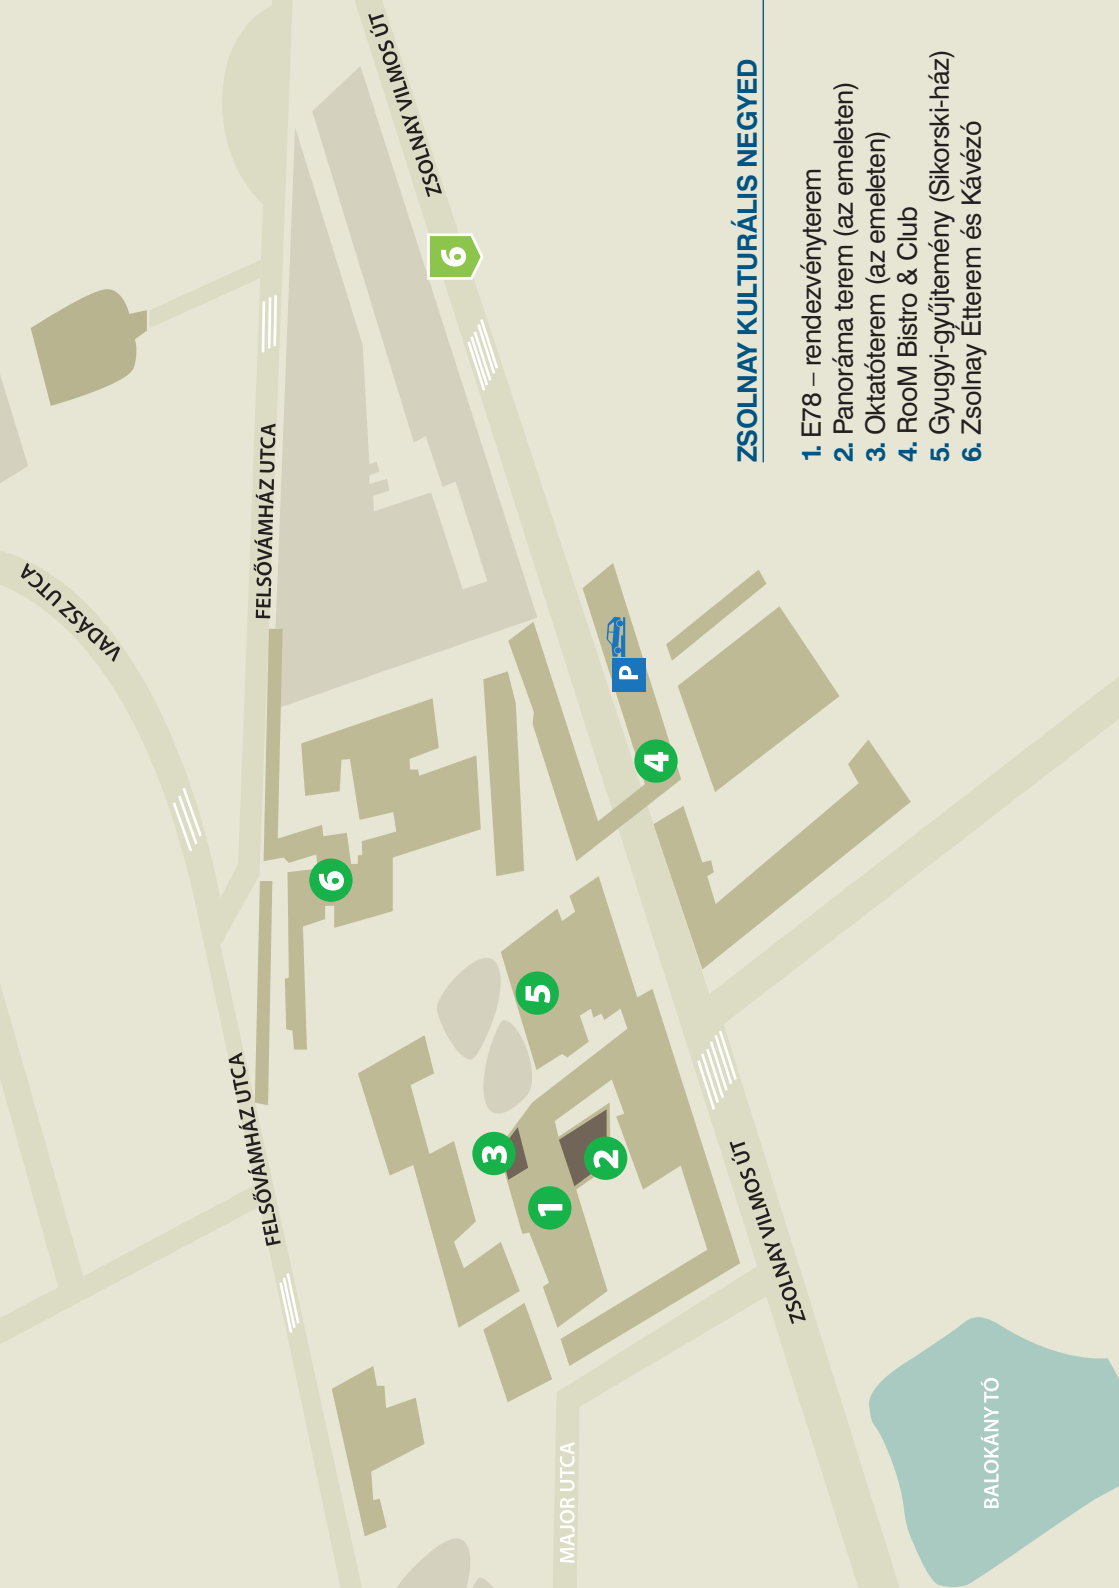 ZSOLNAY KULTURÁLIS NEGYED
1. E78 – rendezvényterem
2. Panoráma terem (az emeleten)
3. Oktatóterem (az emeleten)
4. RooM Bistro & Club
5. Gyugyi-gyűjtemény (Sikorski-ház)
6. Zsolnay Étterem és Kávézó
VADÁSZ UTCA
FELSŐVÁMHÁZ UTCA
FELSŐVÁMHÁZ UTCA
ZSOLNAY VILMOS ÚT
6
6
P
4
5
3
2
1
ZSOLNAY VILMOS ÚT
MAJOR UTCA
BALOKÁNY TÓ